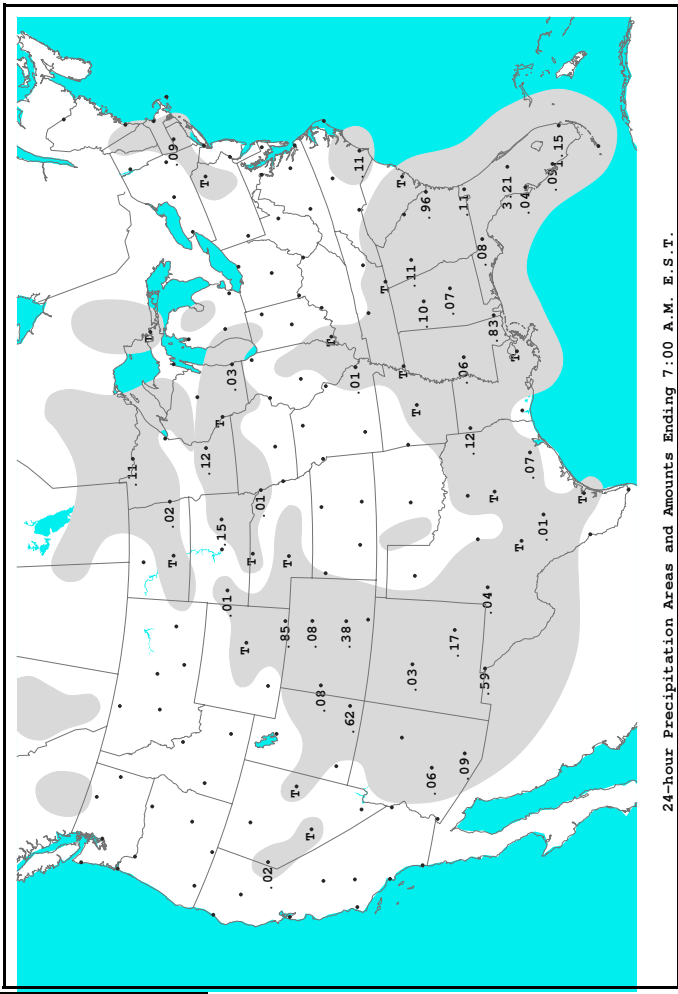 .11
T
.02
T
.09
.12
T
.15
T
.01
.03
T
T
.01
.02
.85
T
T
T
.08
.08
T
.38
.62
.01
.11
T
T
T
.03
T
.11
.10
.96
.06
.07
.17
.09
.06
.11
.12
.08
.59
.04
.83
T
3.21
T
T
.04
.07
.01
.09
1.15
T
24-hour Precipitation Areas and Amounts Ending 7:00 A.M. E.S.T.